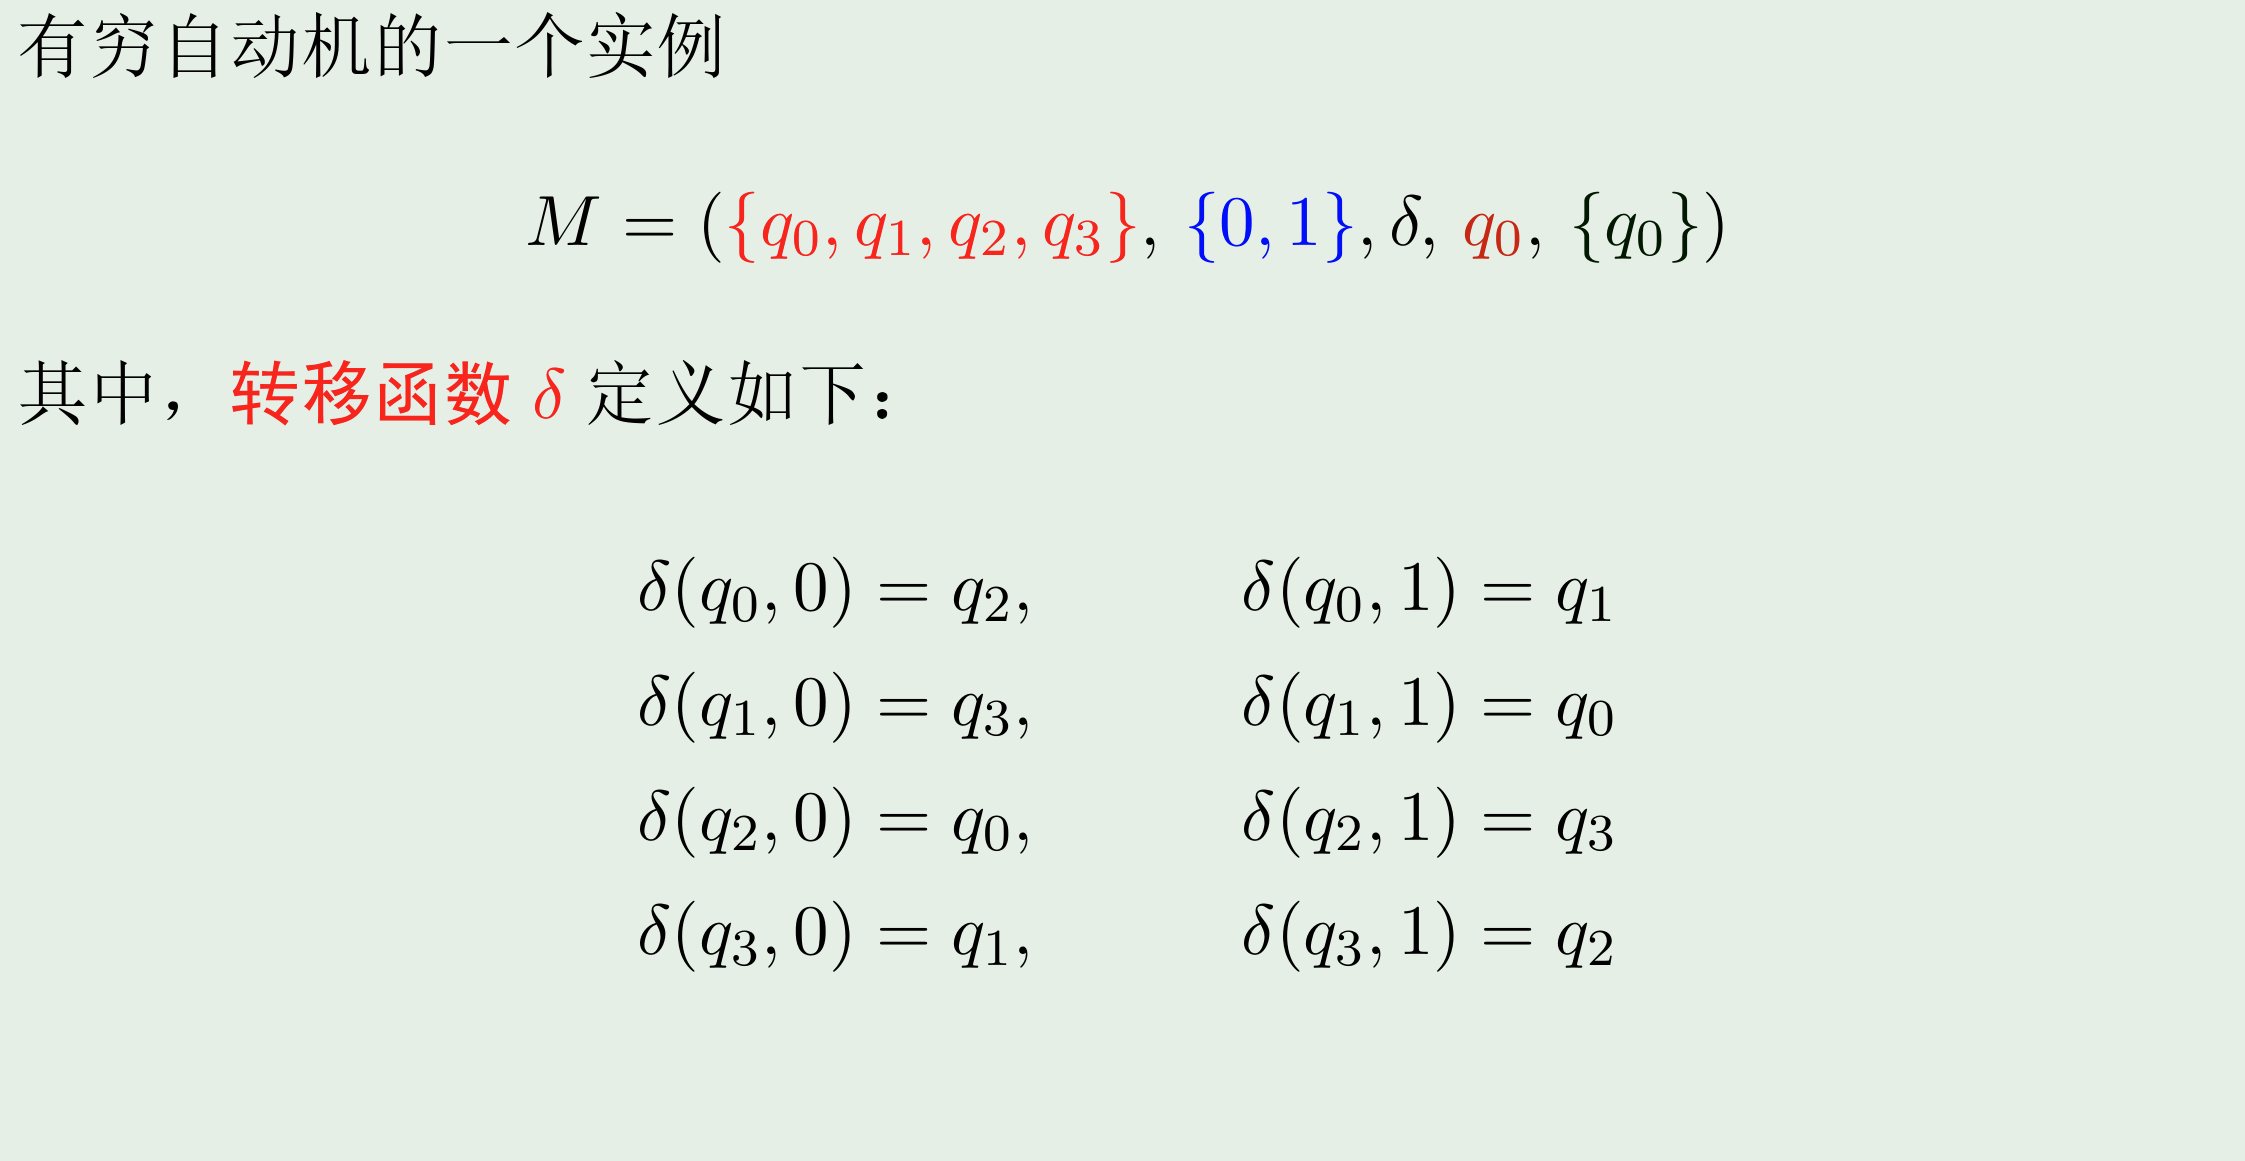 有穷自动机的一个实例
M = ({q₀, q₁, q₂, q₃}, {0, 1}, δ, q₀, {q₀})
其中，转移函数 δ 定义如下：
δ(q₀, 0) = q₂, δ(q₀, 1) = q₁
δ(q₁, 0) = q₃, δ(q₁, 1) = q₀
δ(q₂, 0) = q₀, δ(q₂, 1) = q₃
δ(q₃, 0) = q₁, δ(q₃, 1) = q₂